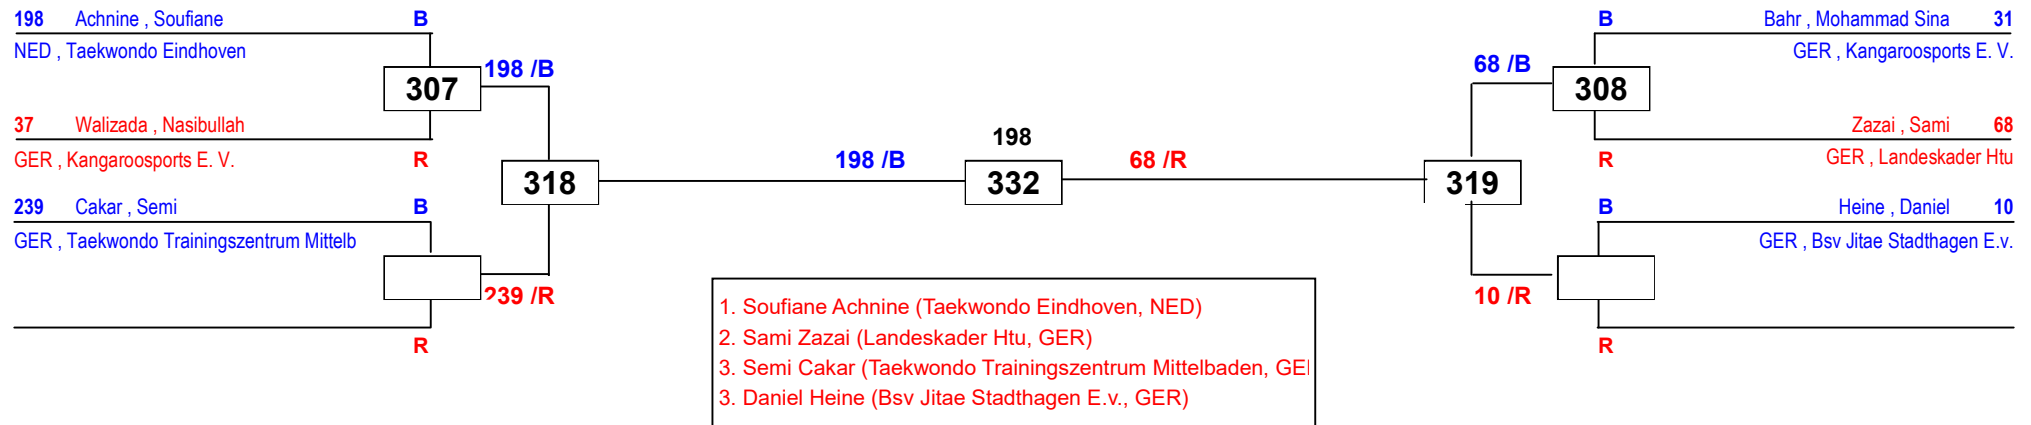 198 Achnine , Soufiane B
NED , Taekwondo Eindhoven
307
198 /B
37 Walizada , Nasibullah
GER , Kangaroosports E. V. R
318
239 Cakar , Semi B
GER , Taekwondo Trainingszentrum Mittelb
239 /R
R
198 /B
198
332
68 /R
B Bahr , Mohammad Sina 31
GER , Kangaroosports E. V.
68 /B
308
Zazai , Sami 68
R GER , Landeskader Htu
319
B Heine , Daniel 10
GER , Bsv Jitae Stadthagen E.v.
10 /R
R
1. Soufiane Achnine (Taekwondo Eindhoven, NED)
2. Sami Zazai (Landeskader Htu, GER)
3. Semi Cakar (Taekwondo Trainingszentrum Mittelbaden, GE
3. Daniel Heine (Bsv Jitae Stadthagen E.v., GER)